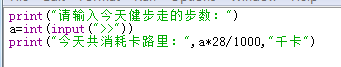 print("请输入今天健步走的步数：")
a=int(input(">>"))
print("今天共消耗卡路里：",a*28/1000,"千卡")